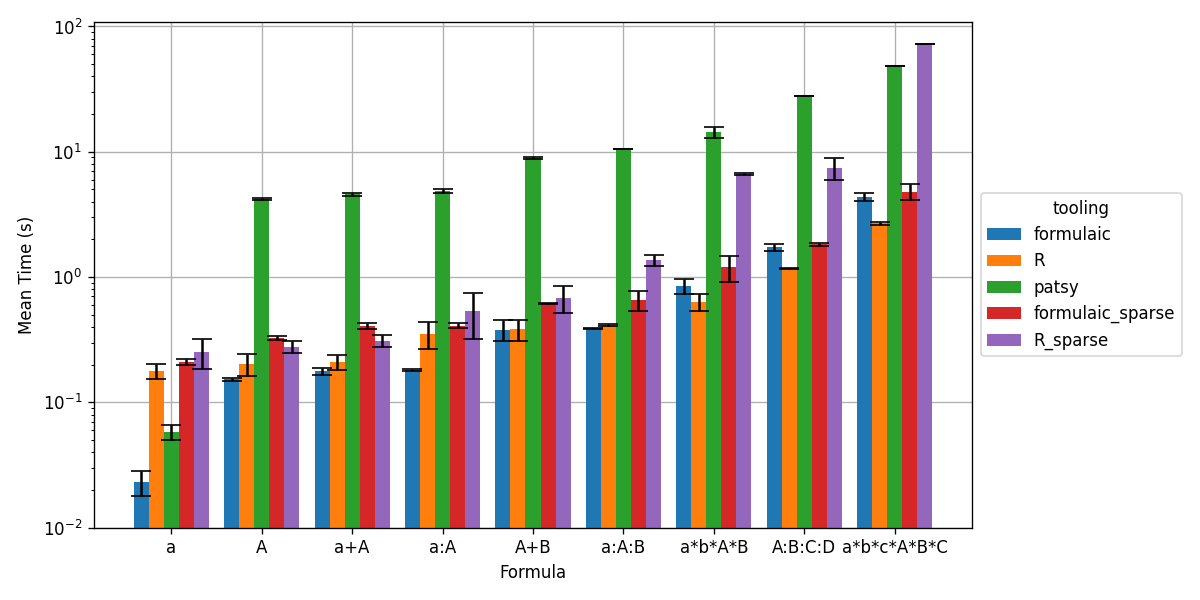 10²
10¹
10⁰
10⁻¹
10⁻²
Mean Time (s)
a A a+A a:A A+B a:A:B a*b*A*B A:B:C:D a*b*c*A*B*C
Formula
tooling
formulaic
R
patsy
formulaic_sparse
R_sparse